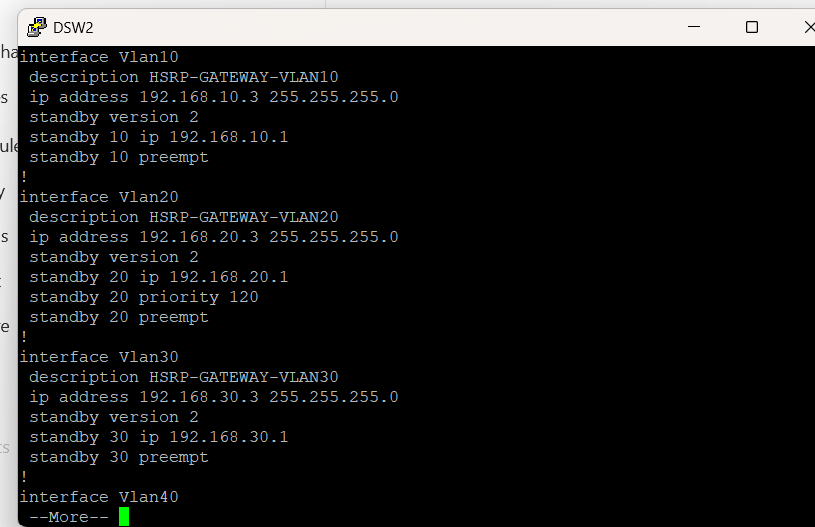 DSW2
interface Vlan10
 description HSRP-GATEWAY-VLAN10
 ip address 192.168.10.3 255.255.255.0
 standby version 2
 standby 10 ip 192.168.10.1
 standby 10 preempt
!
interface Vlan20
 description HSRP-GATEWAY-VLAN20
 ip address 192.168.20.3 255.255.255.0
 standby version 2
 standby 20 ip 192.168.20.1
 standby 20 priority 120
 standby 20 preempt
!
interface Vlan30
 description HSRP-GATEWAY-VLAN30
 ip address 192.168.30.3 255.255.255.0
 standby version 2
 standby 30 ip 192.168.30.1
 standby 30 preempt
!
interface Vlan40
 --More--